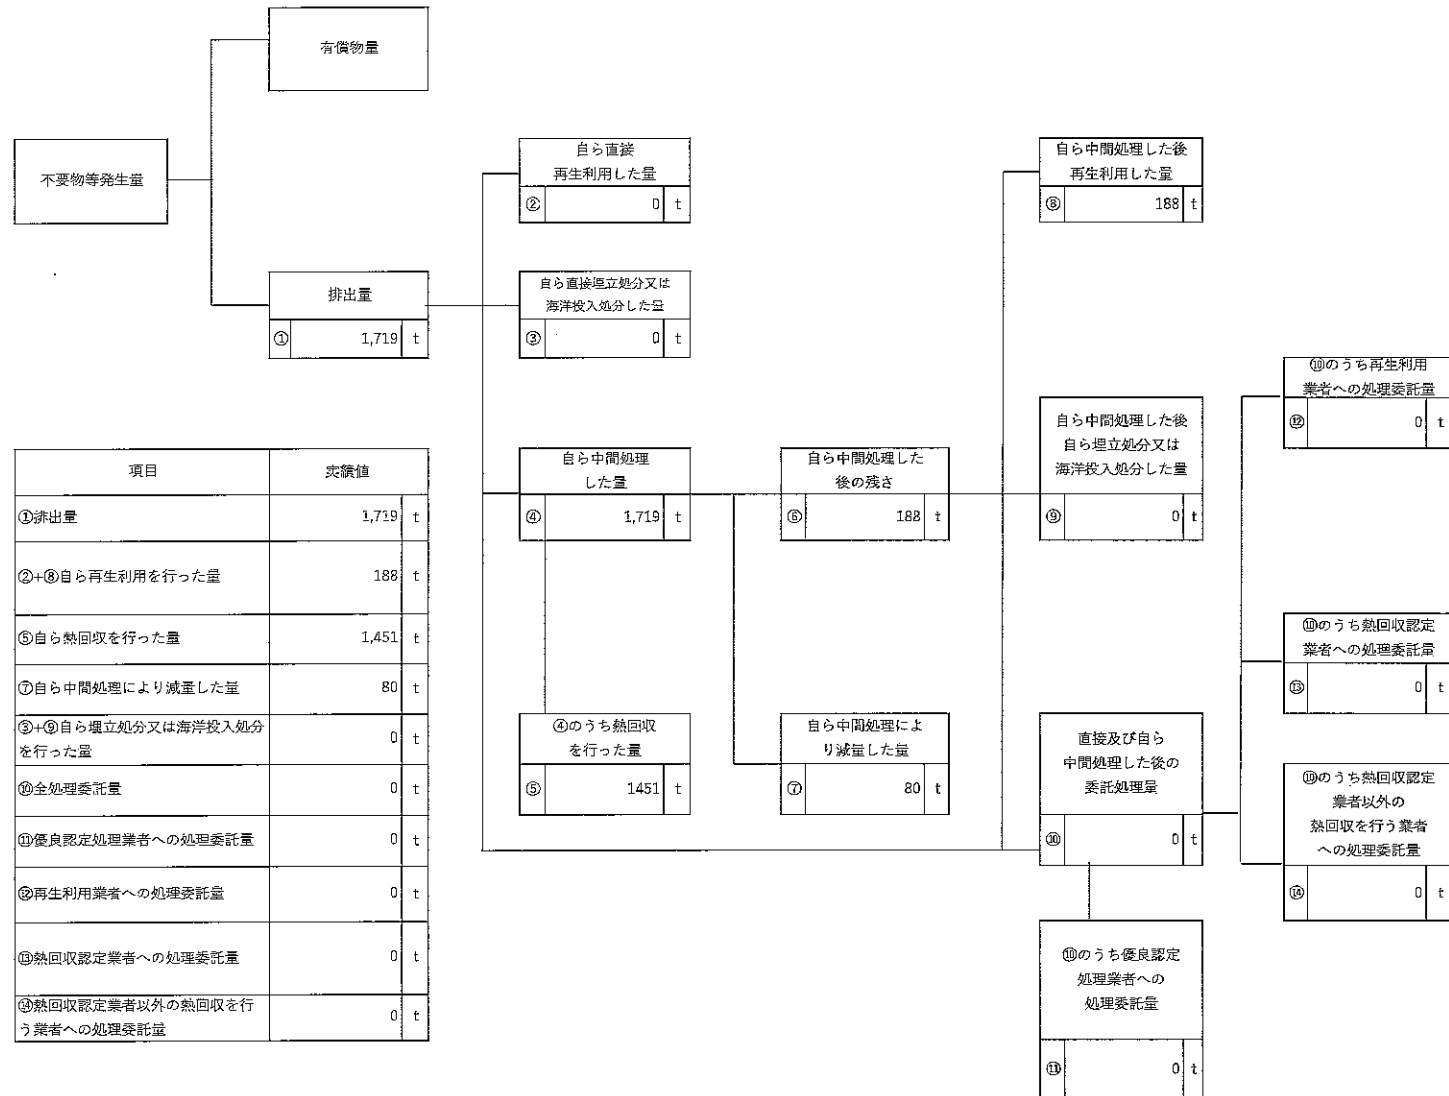 有償物量
不要物等発生量
排出量
① 1,719 t
自ら直接
再生利用した量
② 0 t
自ら直接埋立処分又は
海洋投入処分した量
③ 0 t
自ら中間処理
した量
④ 1,719 t
④のうち熱回収
を行った量
⑤ 1451 t
自ら中間処理した
後の残さ
⑥ 188 t
自ら中間処理によ
り減量した量
⑦ 80 t
自ら中間処理した後
再生利用した量
⑧ 188 t
自ら中間処理した後
自ら埋立処分又は
海洋投入処分した量
⑨ 0 t
直接及び自ら
中間処理した後の
委託処理量
⑩ 0 t
⑩のうち優良認定
処理業者への
処理委託量
⑪ 0 t
⑩のうち再生利用
業者への処理委託量
⑫ 0 t
⑩のうち熱回収認定
業者への処理委託量
⑬ 0 t
⑩のうち熱回収認定
業者以外の
熱回収を行う業者
への処理委託量
⑭ 0 t
項目 実績値
①排出量 1,719 t
②+⑧自ら再生利用を行った量 188 t
⑤自ら熱回収を行った量 1,451 t
⑦自ら中間処理により減量した量 80 t
③+⑨自ら埋立処分又は海洋投入処分
を行った量 0 t
⑩全処理委託量 0 t
⑪優良認定処理業者への処理委託量 0 t
⑫再生利用業者への処理委託量 0 t
⑬熱回収認定業者への処理委託量 0 t
⑭熱回収認定業者以外の熱回収を行
う業者への処理委託量 0 t